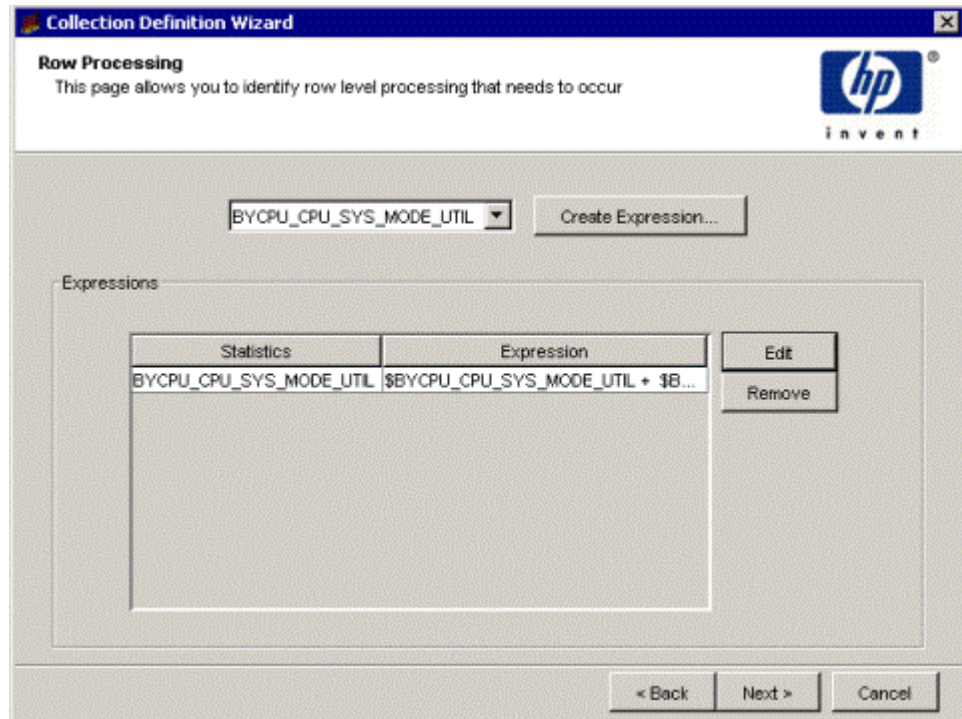 Collection Definition Wizard
Row Processing
This page allows you to identify row level processing that needs to occur
hp
®
invent
BYCPU_CPU_SYS_MODE_UTIL
Create Expression...
Expressions
Statistics Expression
Edit
BYCPU_CPU_SYS_MODE_UTIL $BYCPU_CPU_SYS_MODE_UTIL + $B...
Remove
< Back Next > Cancel